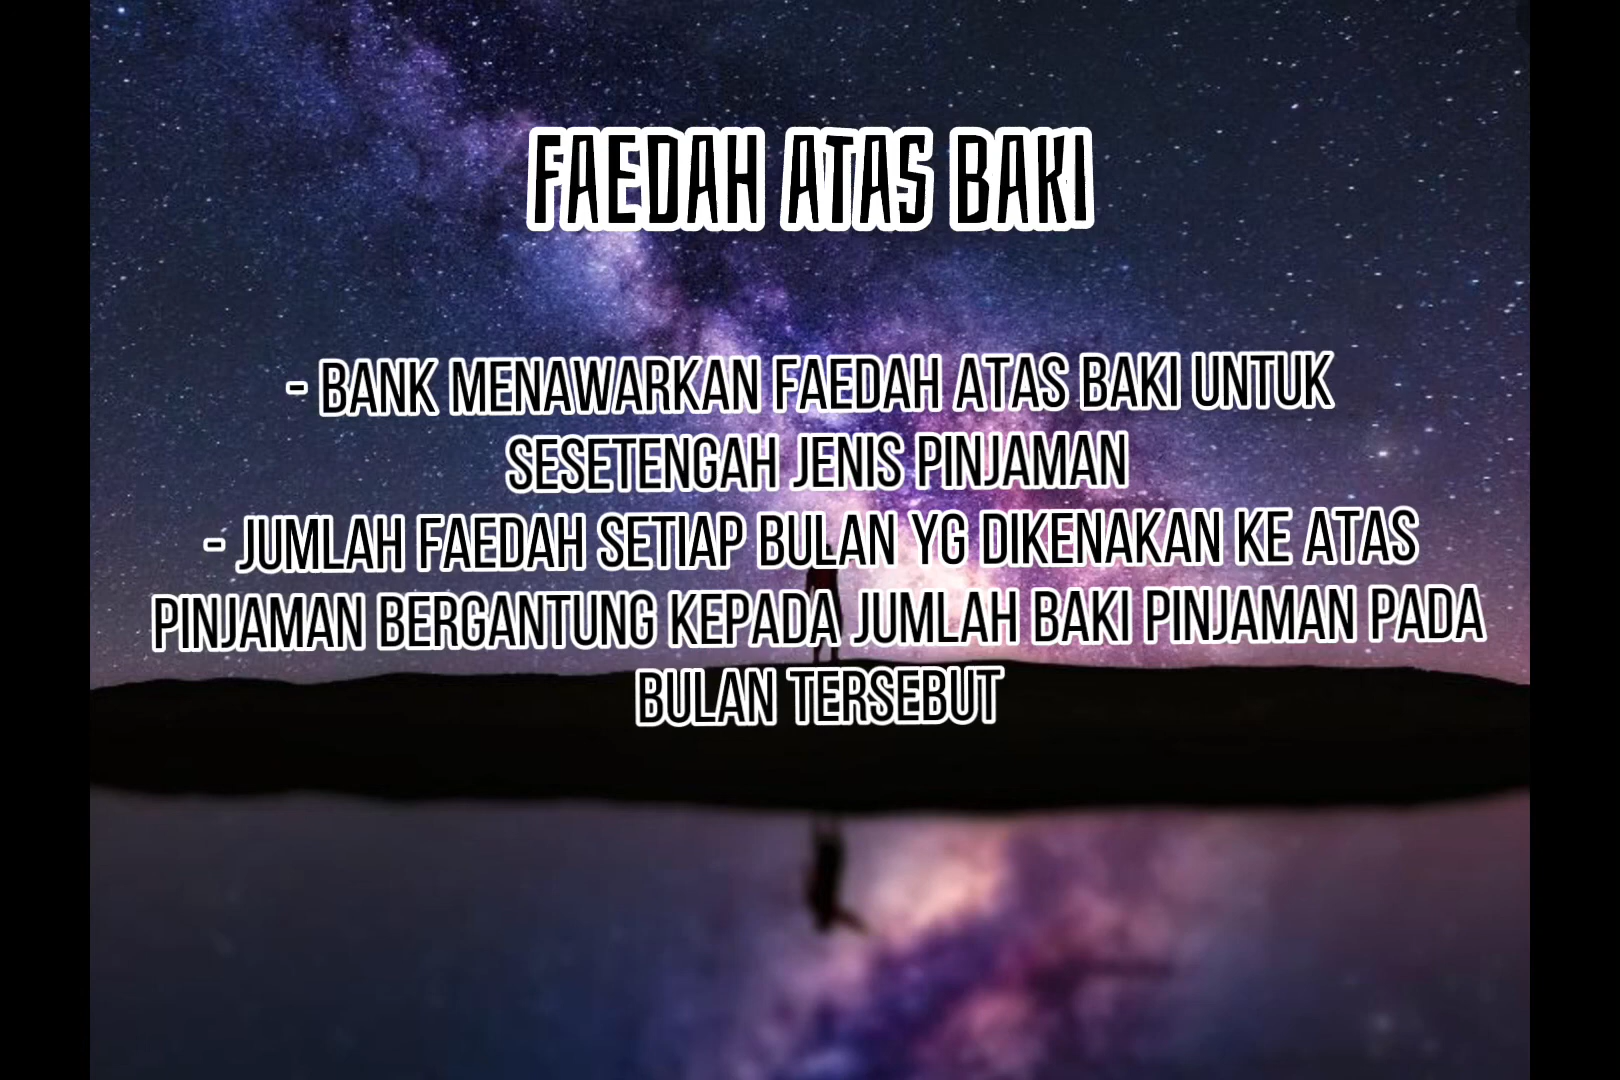 FAEDAH ATAS BAKI
- BANK MENAWARKAN FAEDAH ATAS BAKI UNTUK
SESETENGAH JENIS PINJAMAN
- JUMLAH FAEDAH SETIAP BULAN YG DIKENAKAN KE ATAS
PINJAMAN BERGANTUNG KEPADA JUMLAH BAKI PINJAMAN PADA
BULAN TERSEBUT